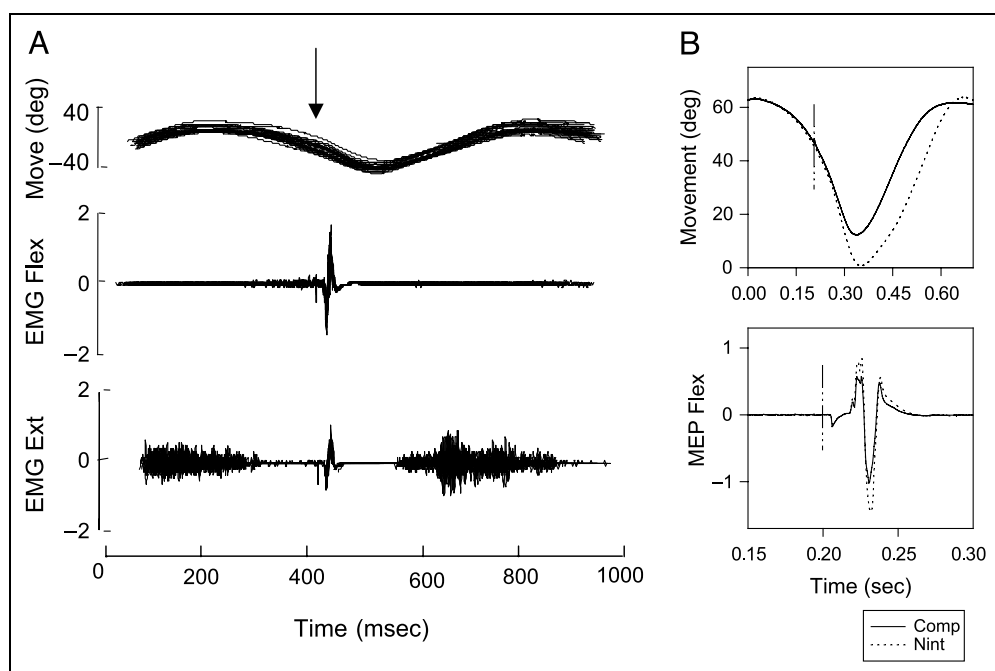 A
Move (deg)
40
−40
EMG Flex
2
0
−2
EMG Ext
2
0
−2
0 200 400 600 800 1000
Time (msec)
B
Movement (deg)
60
40
20
0
0.00 0.15 0.30 0.45 0.60
MEP Flex
1
0
−1
0.15 0.20 0.25 0.30
Time (sec)
Comp
Nint